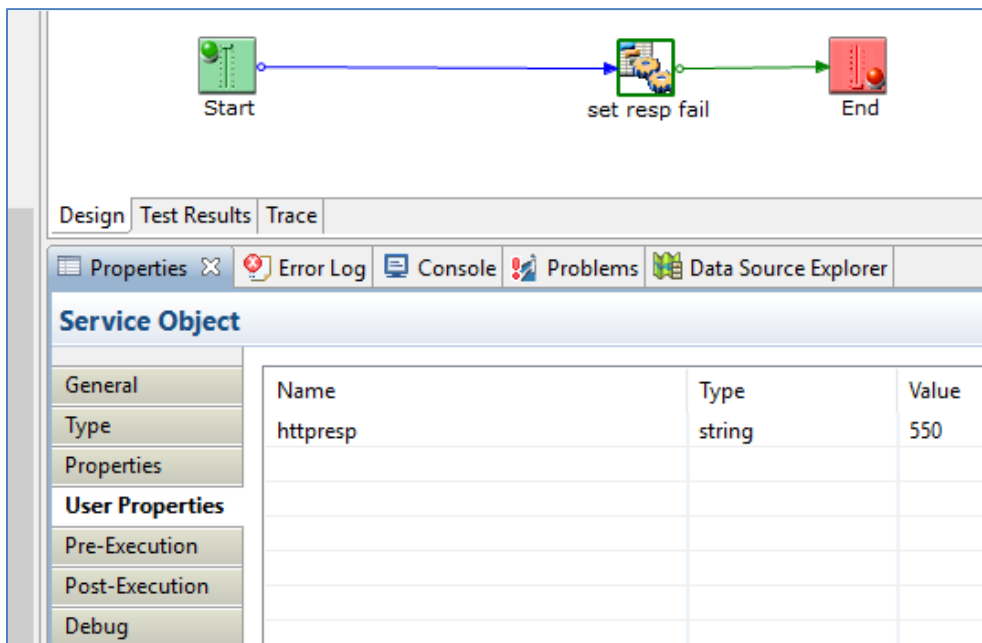 Start
set resp fail
End
Design Test Results Trace
Properties Error Log Console Problems Data Source Explorer
Service Object
General
Type
Properties
User Properties
Pre-Execution
Post-Execution
Debug
Name Type Value
httpresp string 550